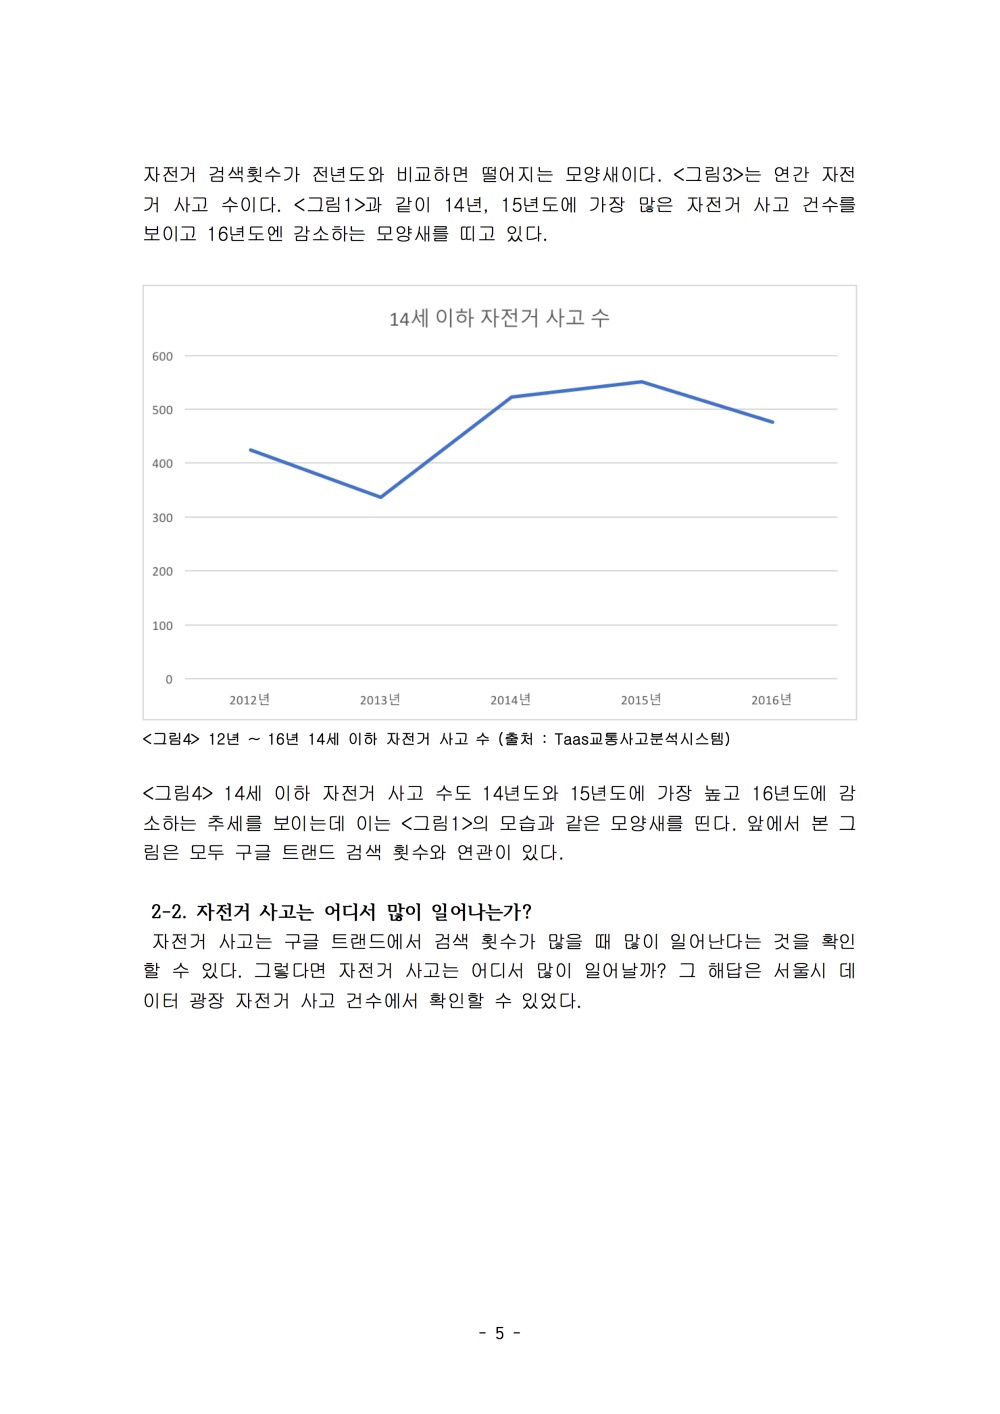 자전거 검색횟수가 전년도와 비교하면 떨어지는 모양새이다. <그림3>는 연간 자전
거 사고 수이다. <그림1>과 같이 14년, 15년도에 가장 많은 자전거 사고 건수를
보이고 16년도엔 감소하는 모양새를 띠고 있다.
14세 이하 자전거 사고 수
600
500
400
300
200
100
0
2012년 2013년 2014년 2015년 2016년
<그림4> 12년 ~ 16년 14세 이하 자전거 사고 수 (출처 : Taas교통사고분석시스템)
<그림4> 14세 이하 자전거 사고 수도 14년도와 15년도에 가장 높고 16년도에 감
소하는 추세를 보이는데 이는 <그림1>의 모습과 같은 모양새를 띤다. 앞에서 본 그
림은 모두 구글 트랜드 검색 횟수와 연관이 있다.
2-2. 자전거 사고는 어디서 많이 일어나는가?
자전거 사고는 구글 트랜드에서 검색 횟수가 많을 때 많이 일어난다는 것을 확인
할 수 있다. 그렇다면 자전거 사고는 어디서 많이 일어날까? 그 해답은 서울시 데
이터 광장 자전거 사고 건수에서 확인할 수 있었다.
- 5 -